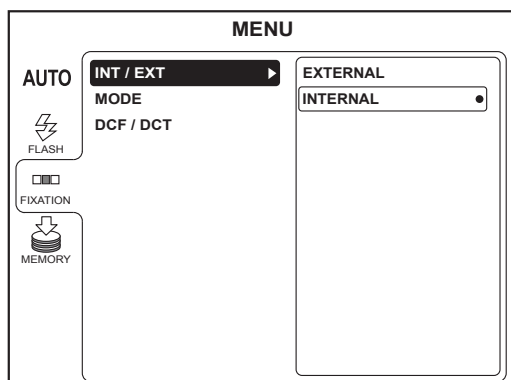 MENU
AUTO
FLASH
FIXATION
MEMORY
INT / EXT
MODE
DCF / DCT
EXTERNAL
INTERNAL